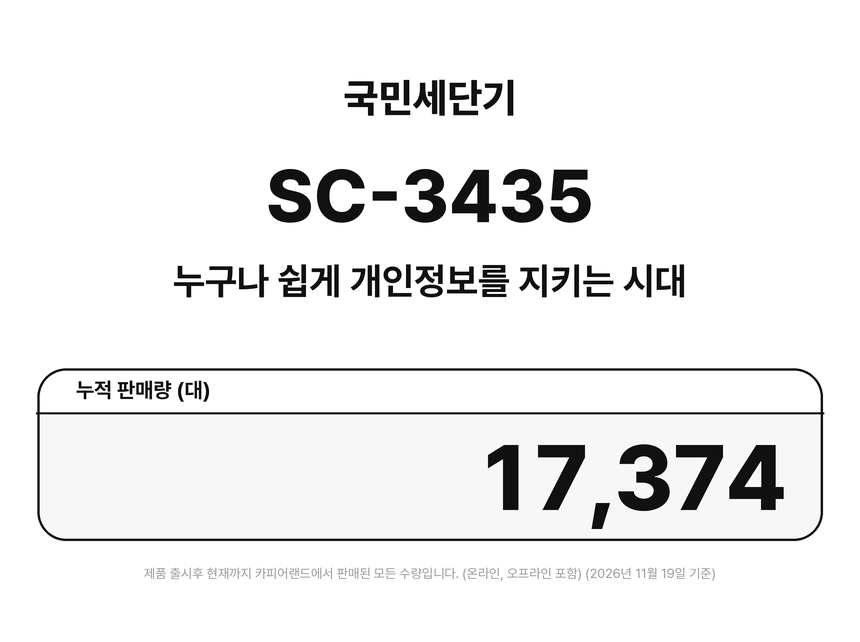 국민세단기
SC-3435
누구나 쉽게 개인정보를 지키는 시대
누적 판매량 (대)
17,374
제품 출시후 현재까지 카피어랜드에서 판매된 모든 수량입니다. (온라인, 오프라인 포함) (2026년 11월 19일 기준)